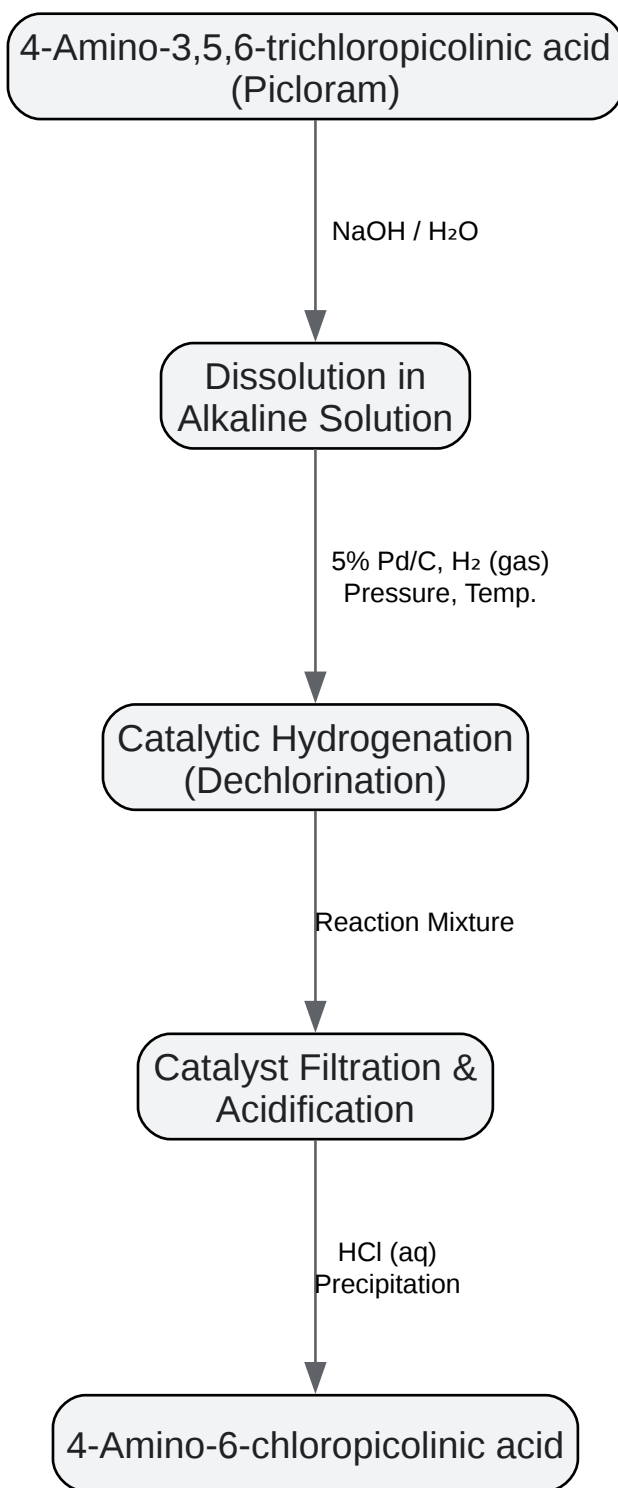 4-Amino-3,5,6-trichloropicolinic acid
(Picloram)
NaOH / H₂O
Dissolution in
Alkaline Solution
5% Pd/C, H₂ (gas)
Pressure, Temp.
Catalytic Hydrogenation
(Dechlorination)
Reaction Mixture
Catalyst Filtration &
Acidification
HCl (aq)
Precipitation
4-Amino-6-chloropicolinic acid